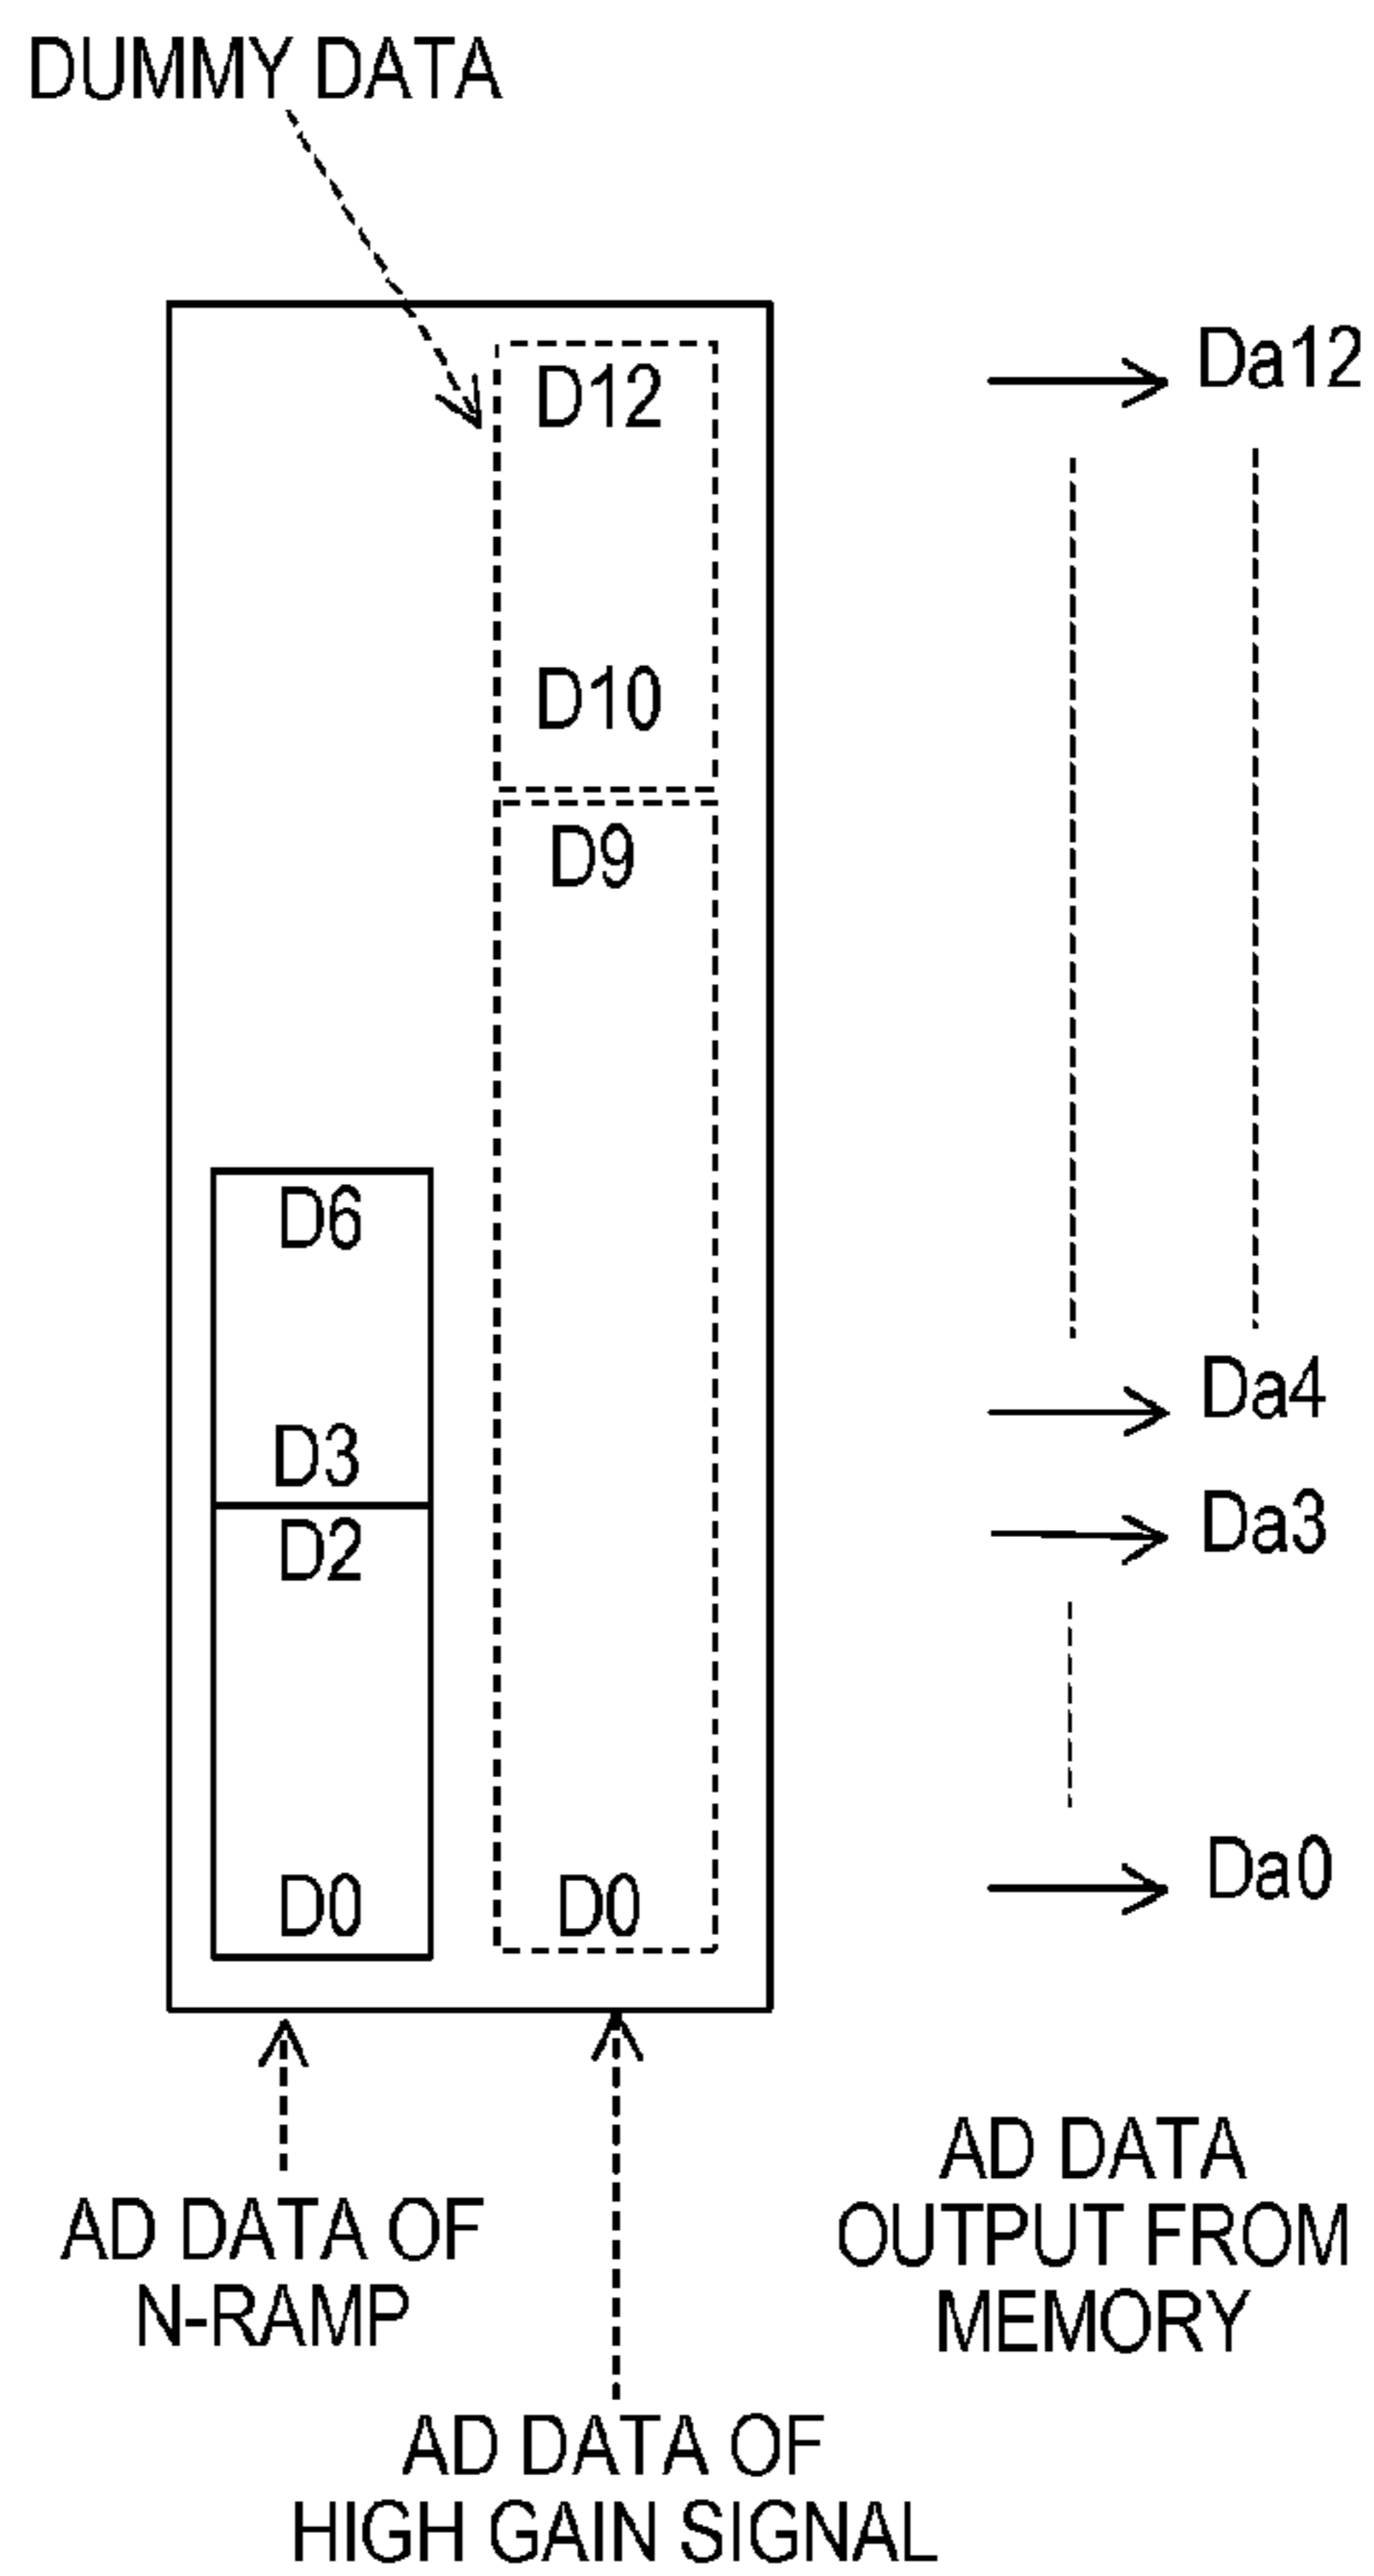 DUMMY DATA
D12
Da12
D10
D9
D6
Da4
D3
Da3
D2
D0
D0
Da0
AD DATA OF
N-RAMP
AD DATA
OUTPUT FROM
MEMORY
AD DATA OF
HIGH GAIN SIGNAL